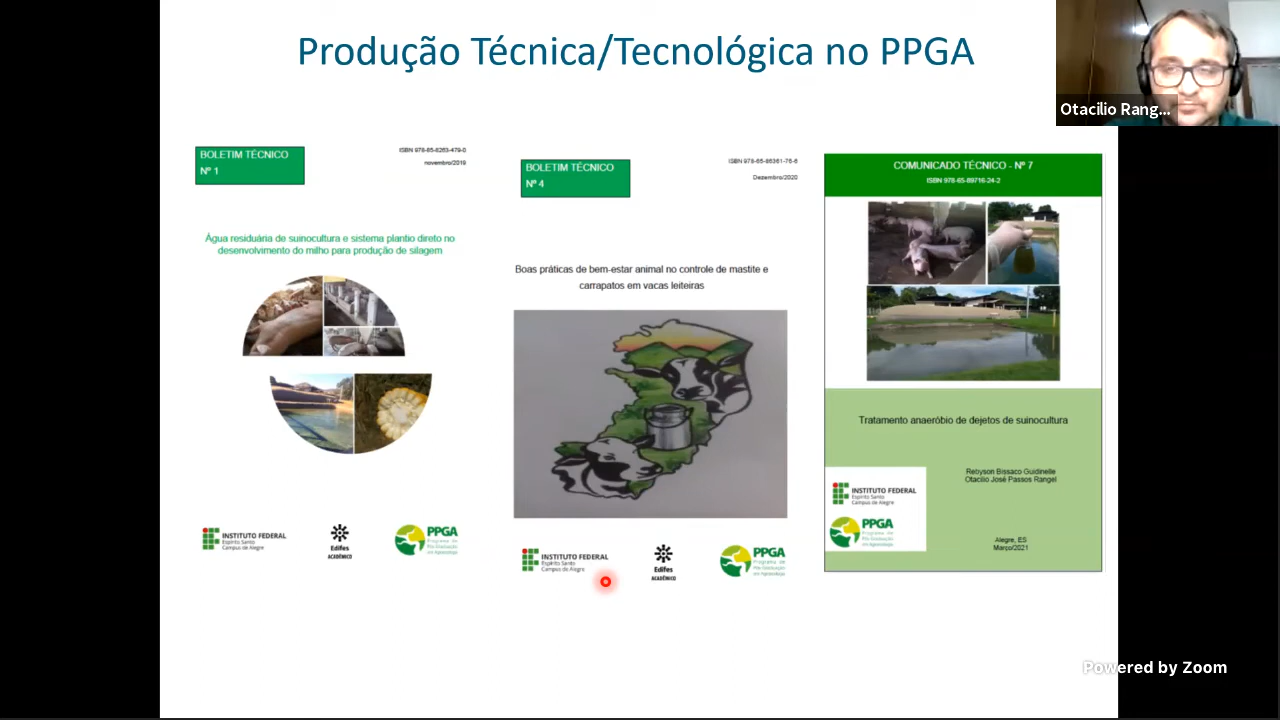 Produção Técnica/Tecnológica no PPGA
Otacilio Rang...
BOLETIM TÉCNICO
Nº 1
ISBN 978-85-8263-479-0
novembro/2019
Água residuária de suinocultura e sistema plantio direto no
desenvolvimento do milho para produção de silagem
INSTITUTO FEDERAL
Espírito Santo
Campus de Alegre
Edifes
ACADÊMICO
PPGA
Programa de
Pós-Graduação
em Agroecologia
BOLETIM TÉCNICO
Nº 4
ISBN 978-65-86361-76-6
Dezembro/2020
Boas práticas de bem-estar animal no controle de mastite e
carrapatos em vacas leiteiras
INSTITUTO FEDERAL
Espírito Santo
Campus de Alegre
Edifes
ACADÊMICO
PPGA
Programa de
Pós-Graduação
em Agroecologia
COMUNICADO TÉCNICO - Nº 7
ISBN 978-65-89716-24-2
Tratamento anaeróbio de dejetos de suinocultura
Rebyson Bissaco Guidinelle
Otacilio José Passos Rangel
INSTITUTO FEDERAL
Espírito Santo
Campus de Alegre
PPGA
Programa de
Pós-Graduação
em Agroecologia
Alegre, ES
Março/2021
Powered by Zoom